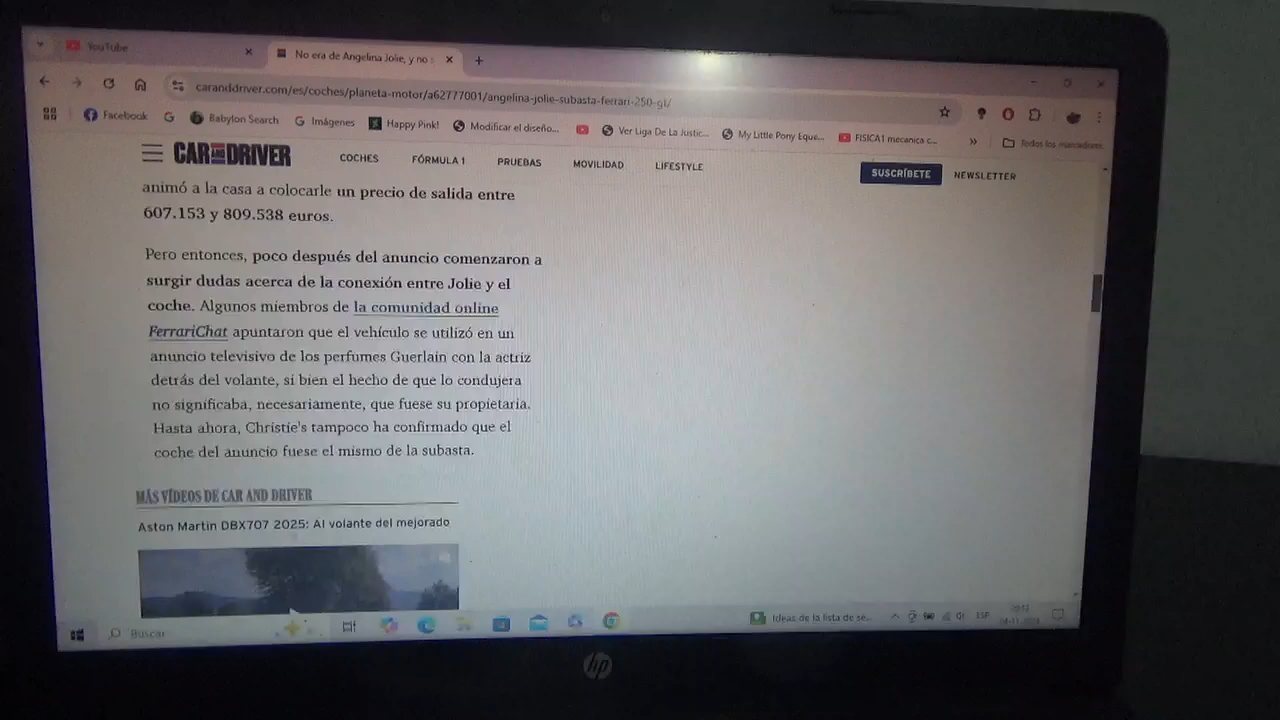 YouTube
No era de Angelina Jolie, y no s
caranddriver.com/es/coches/planeta-motor/a62777001/angelina-jolie-subasta-ferrari-250-gt/
Facebook
Babylon Search
Imágenes
Happy Pink!
Modificar el diseño...
Ver Liga De La Justic...
My Little Pony Eque...
FISICA1 mecanica c...
Todos los marcadores
CAR AND DRIVER
COCHES
FÓRMULA 1
PRUEBAS
MOVILIDAD
LIFESTYLE
SUSCRÍBETE
NEWSLETTER
animó a la casa a colocarle un precio de salida entre
607.153 y 809.538 euros.
Pero entonces, poco después del anuncio comenzaron a
surgir dudas acerca de la conexión entre Jolie y el
coche. Algunos miembros de la comunidad online
FerrariChat apuntaron que el vehículo se utilizó en un
anuncio televisivo de los perfumes Guerlain con la actriz
detrás del volante, si bien el hecho de que lo condujera
no significaba, necesariamente, que fuese su propietaria.
Hasta ahora, Christie's tampoco ha confirmado que el
coche del anuncio fuese el mismo de la subasta.
MÁS VÍDEOS DE CAR AND DRIVER
Aston Martin DBX707 2025: Al volante del mejorado
Buscar
Ideas de la lista de se...
ESP
hp